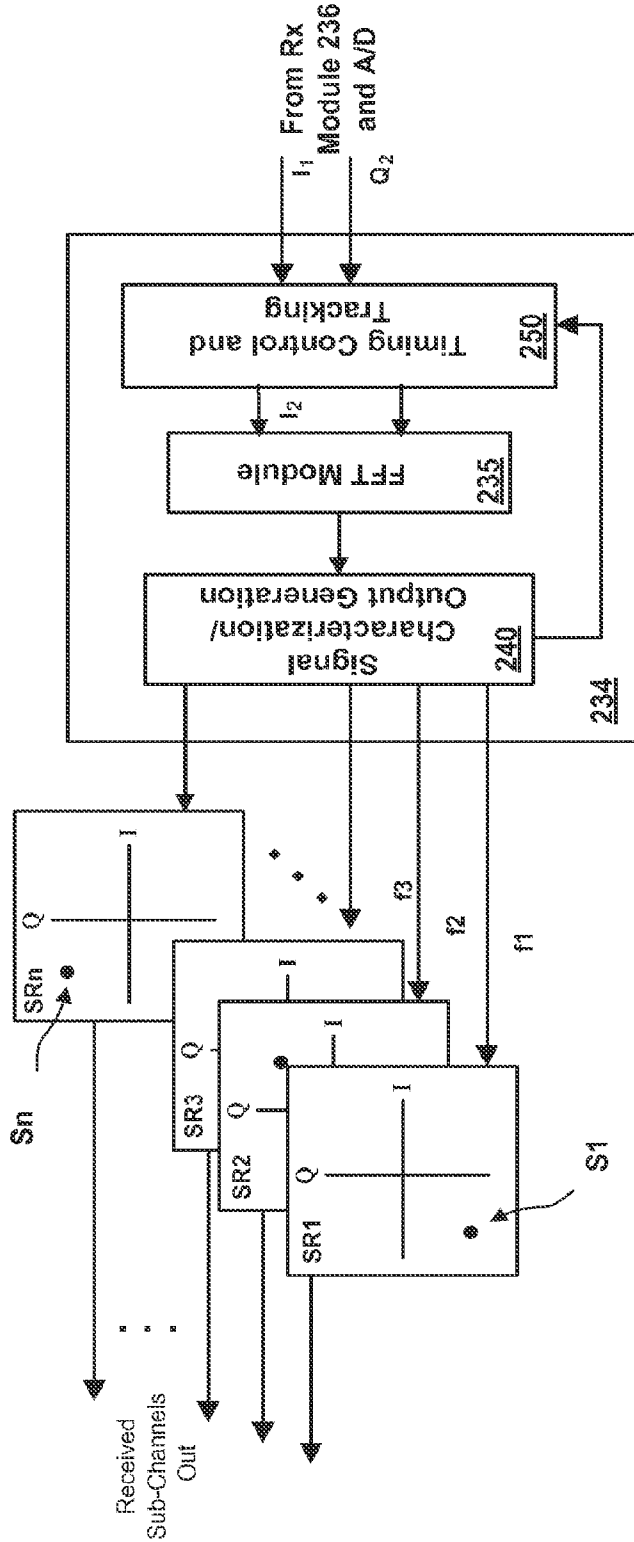 Received
Sub-Channels
Out
. . .
Sn
SRn
Q
I
SR3
Q
I
SR2
Q
I
SR1
Q
I
S1
f3
f2
f1
Signal
Characterization/
Output Generation
240
FFT Module
235
I2
Timing Control and
Tracking
250
234
I1
Q2
From Rx
Module 236
and A/D